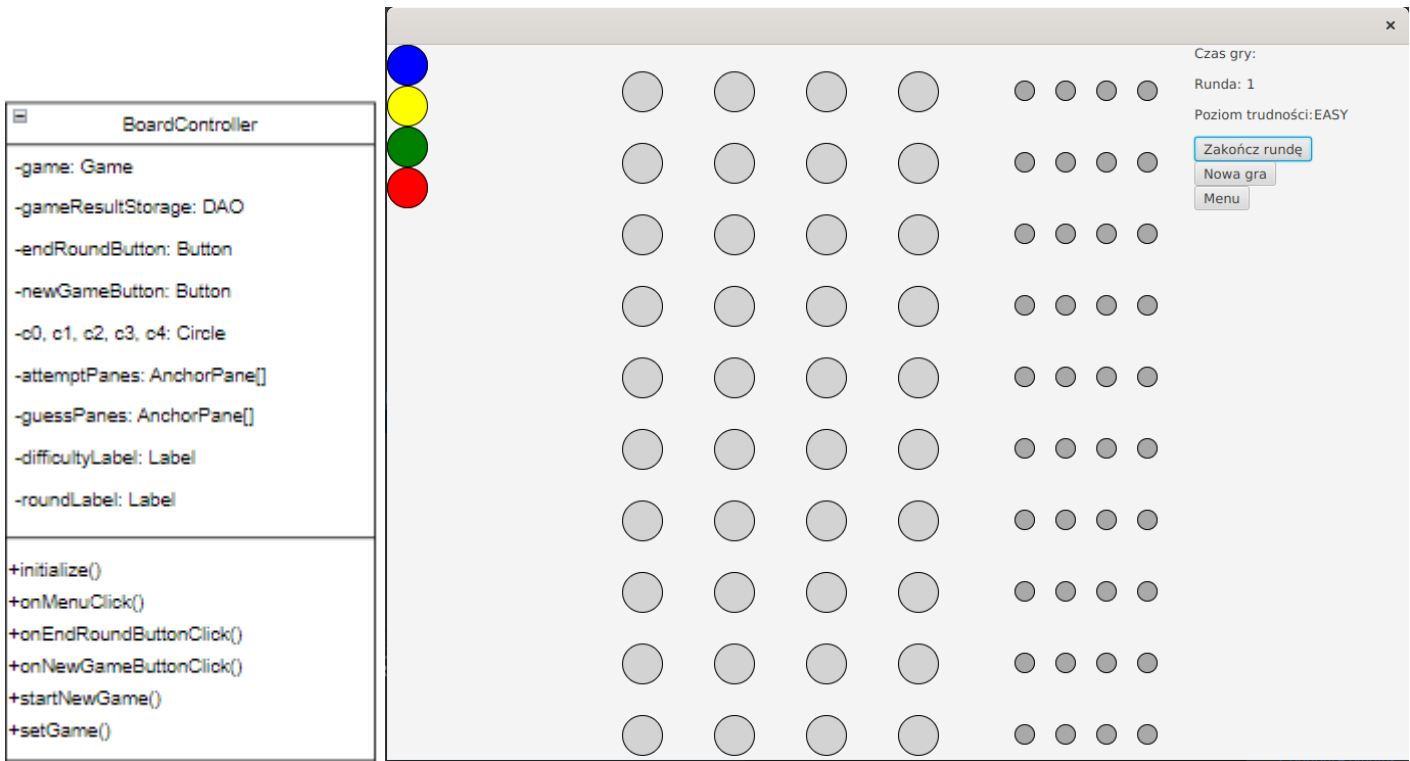 BoardController
-game: Game
-gameResultStorage: DAO
-endRoundButton: Button
-newGameButton: Button
-c0, c1, c2, c3, c4: Circle
-attemptPanes: AnchorPane[]
-guessPanes: AnchorPane[]
-difficultyLabel: Label
-roundLabel: Label
+initialize()
+onMenuClick()
+onEndRoundButtonClick()
+onNewGameButtonClick()
+startNewGame()
+setGame()
Czas gry:
Runda: 1
Poziom trudności:EASY
Zakończ rundę
Nowa gra
Menu